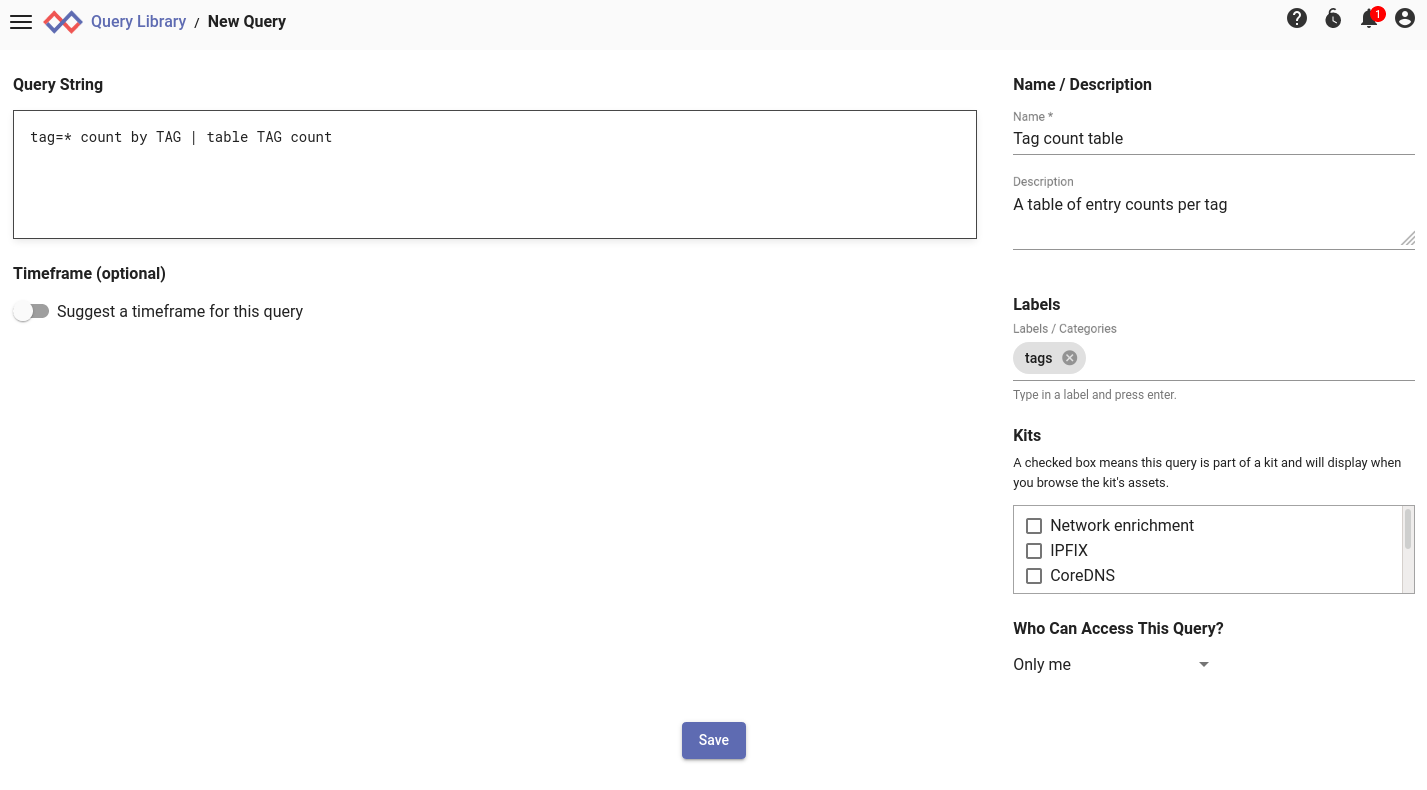 Query Library / New Query
1
Query String
tag=* count by TAG | table TAG count
Timeframe (optional)
Suggest a timeframe for this query
Name / Description
Name *
Tag count table
Description
A table of entry counts per tag
Labels
Labels / Categories
tags
Type in a label and press enter.
Kits
A checked box means this query is part of a kit and will display when
you browse the kit's assets.
Network enrichment
IPFIX
CoreDNS
Who Can Access This Query?
Only me
Save